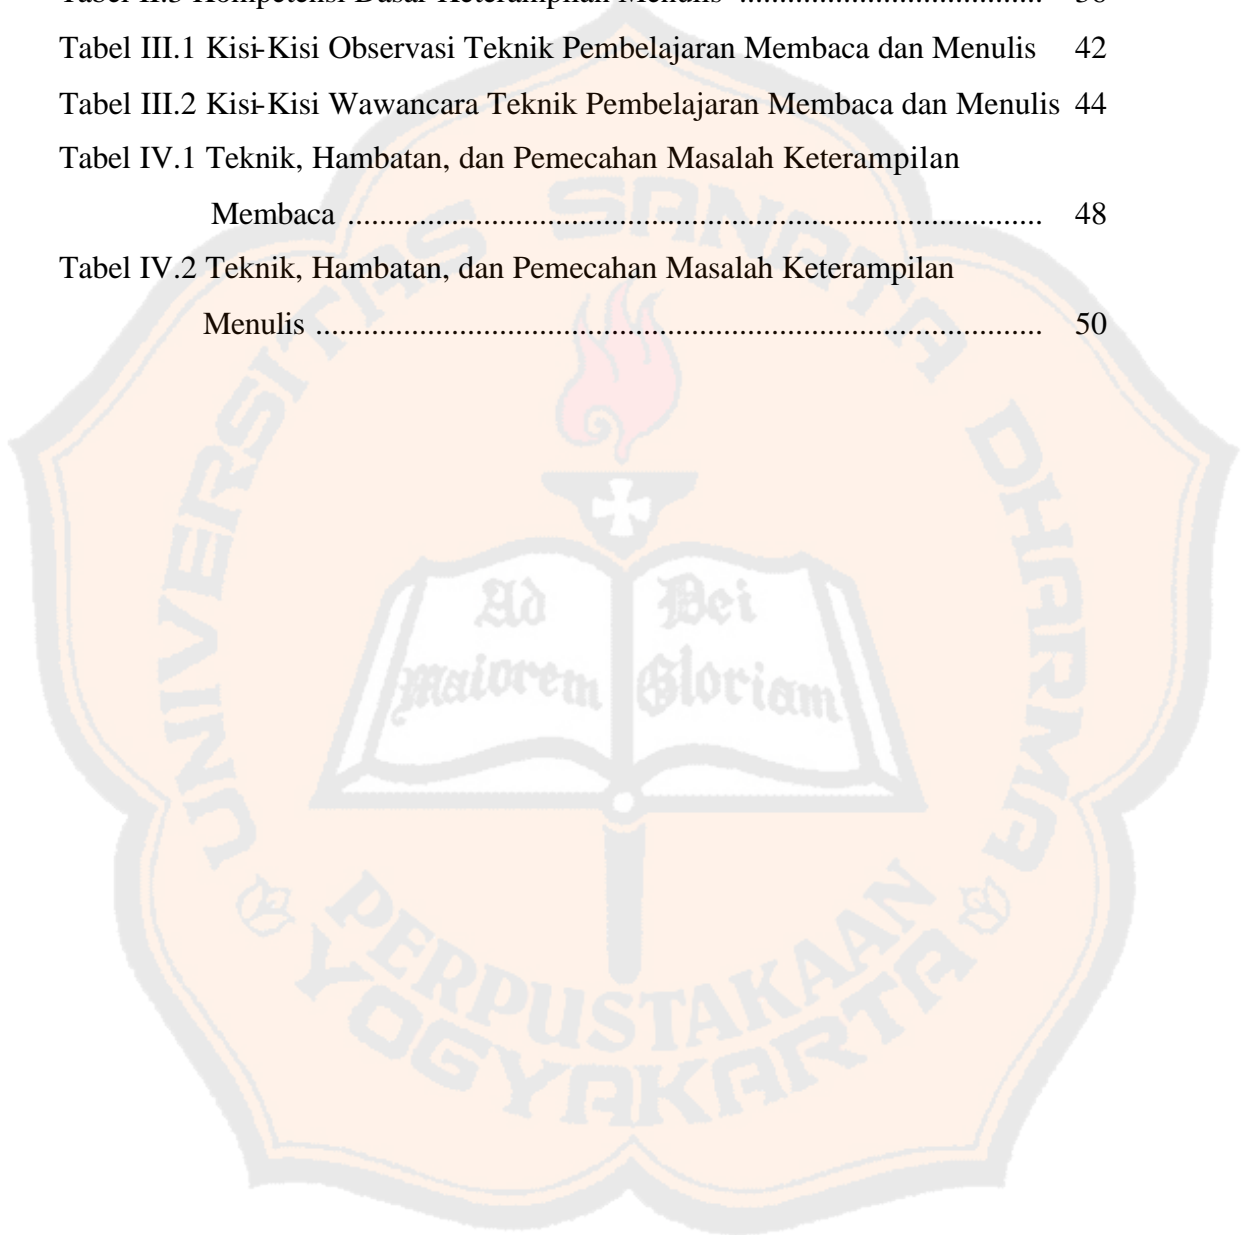 Keterampilan Menulis ......................................
Tabel III.1 Kisi-Kisi Observasi Teknik Pembelajaran Membaca dan Menulis 42
Tabel III.2 Kisi-Kisi Wawancara Teknik Pembelajaran Membaca dan Menulis 44
Tabel IV.1 Teknik, Hambatan, dan Pemecahan Masalah Keterampilan
Membaca ...................................................................................... 48
Tabel IV.2 Teknik, Hambatan, dan Pemecahan Masalah Keterampilan
Menulis .......................................................................................... 50
UNIVERSITAS SANATA DHARMA
Ad Dei
Maiorem Gloriam
PERPUSTAKAAN
YOGYAKARTA